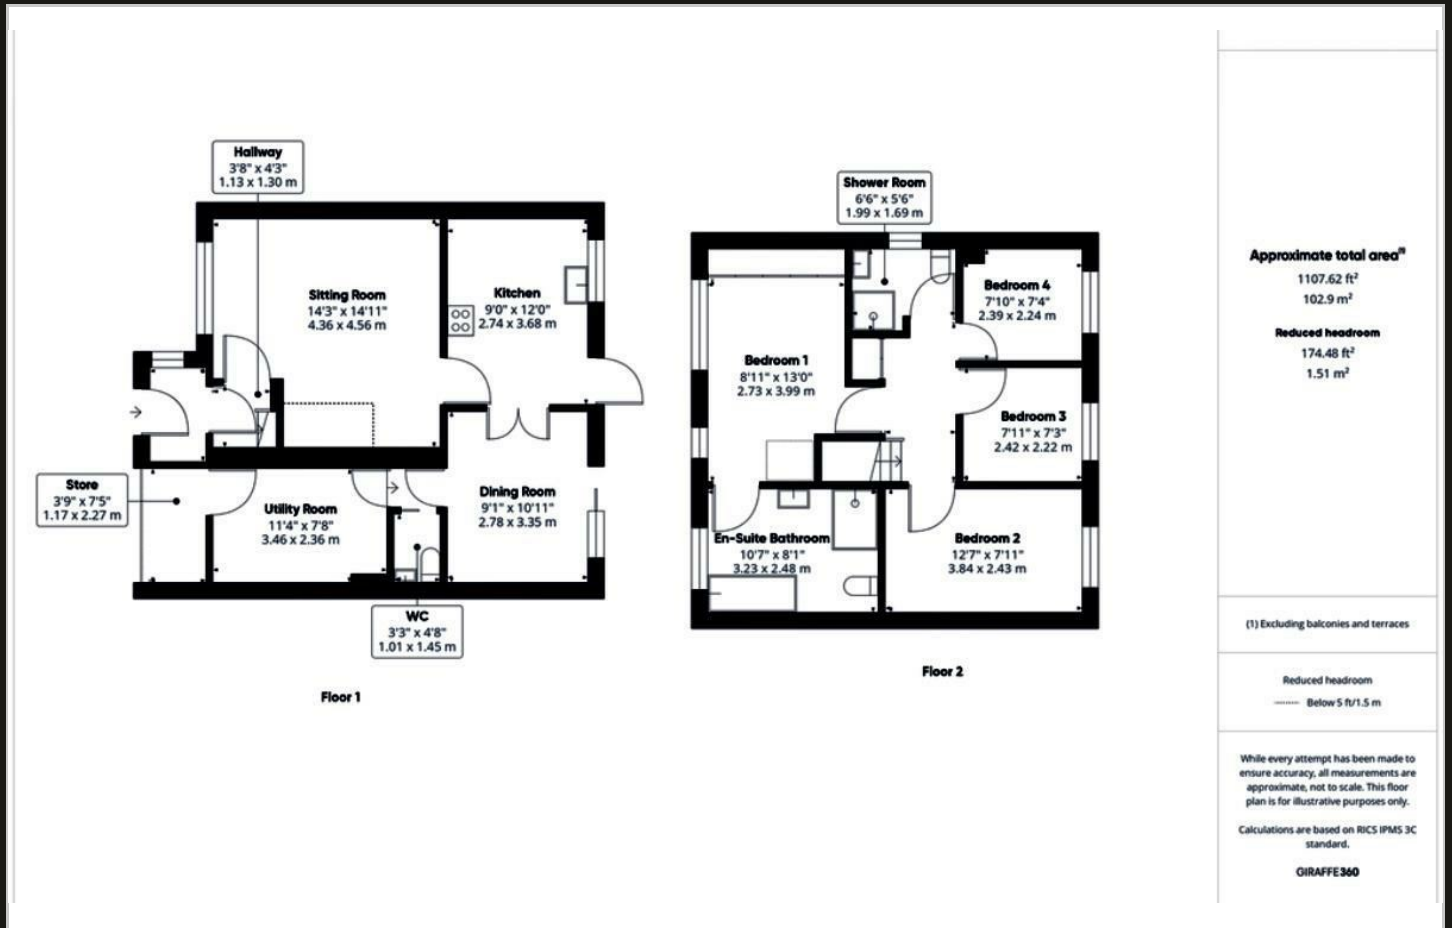 Hallway
3'8" x 4'3"
1.13 x 1.30 m
Sitting Room
14'3" x 14'11"
4.36 x 4.56 m
Kitchen
9'0" x 12'0"
2.74 x 3.68 m
Store
3'9" x 7'5"
1.17 x 2.27 m
Utility Room
11'4" x 7'8"
3.46 x 2.36 m
Dining Room
9'1" x 10'11"
2.78 x 3.35 m
WC
3'3" x 4'8"
1.01 x 1.45 m
Floor 1
Shower Room
6'6" x 5'6"
1.99 x 1.69 m
Bedroom 4
7'10" x 7'4"
2.39 x 2.24 m
Bedroom 1
8'11" x 13'0"
2.73 x 3.99 m
Bedroom 3
7'11" x 7'3"
2.42 x 2.22 m
En-Suite Bathroom
10'7" x 8'1"
3.23 x 2.48 m
Bedroom 2
12'7" x 7'11"
3.84 x 2.43 m
Floor 2
Approximate total area(1)
1107.62 ft²
102.9 m²
Reduced headroom
174.48 ft²
1.51 m²
(1) Excluding balconies and terraces
Reduced headroom
Below 5 ft/1.5 m
While every attempt has been made to
ensure accuracy, all measurements are
approximate, not to scale. This floor
plan is for illustrative purposes only.
Calculations are based on RICS IPMS 3C
standard.
GIRAFFE360